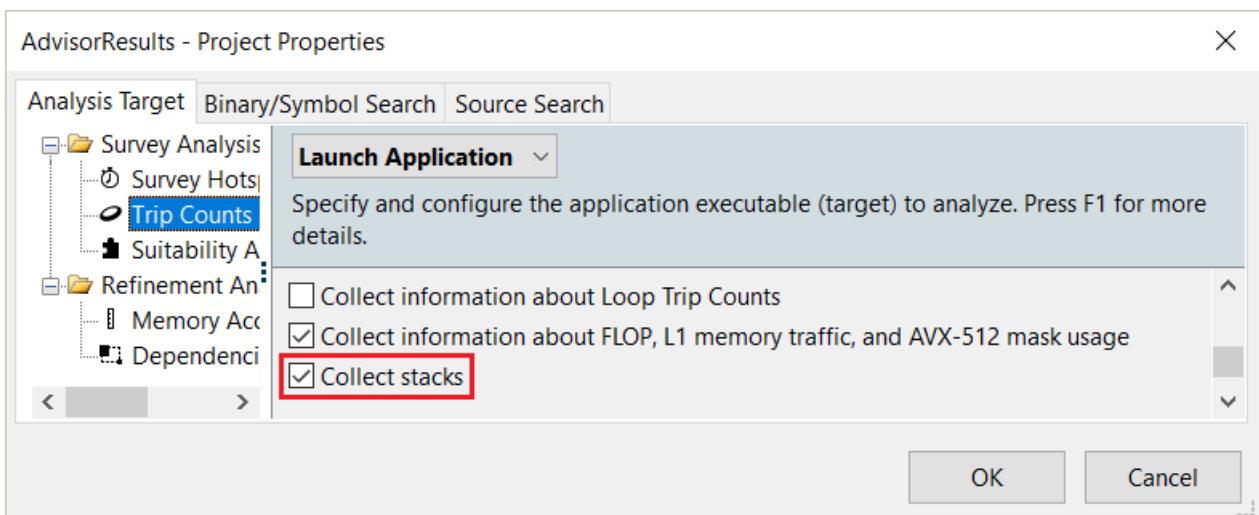 AdvisorResults - Project Properties
Analysis Target Binary/Symbol Search Source Search
Survey Analysis
Survey Hots
Trip Counts
Suitability A
Refinement An
Memory Acc
Dependenci
Launch Application
Specify and configure the application executable (target) to analyze. Press F1 for more
details.
Collect information about Loop Trip Counts
Collect information about FLOP, L1 memory traffic, and AVX-512 mask usage
Collect stacks
OK Cancel